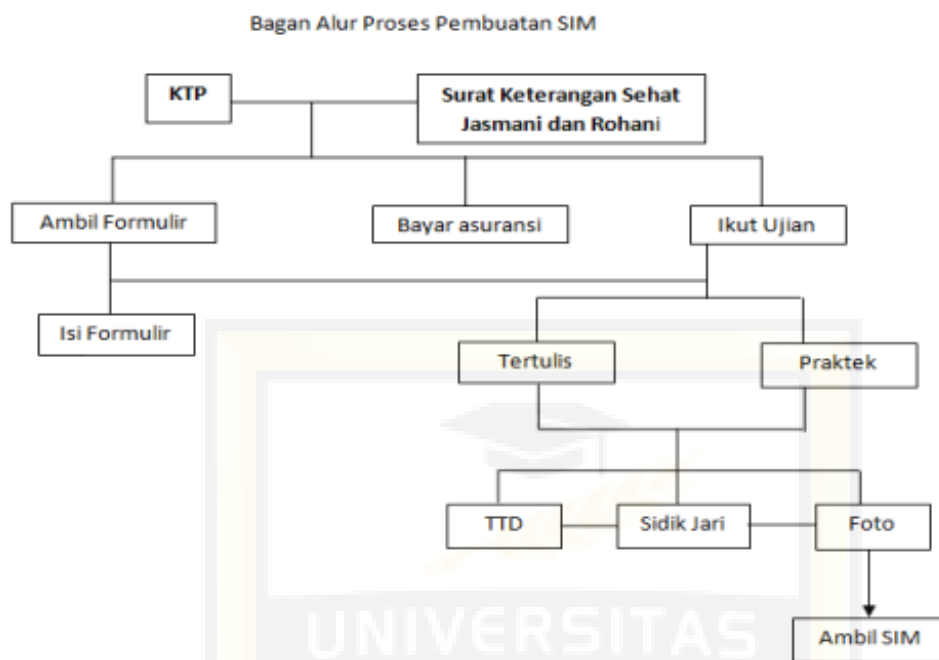 Bagan Alur Proses Pembuatan SIM
KTP
Surat Keterangan Sehat
Jasmani dan Rohani
Ambil Formulir
Bayar asuransi
Ikut Ujian
Isi Formulir
Tertulis
Praktek
TTD
Sidik Jari
Foto
UNIVERSITAS
Ambil SIM